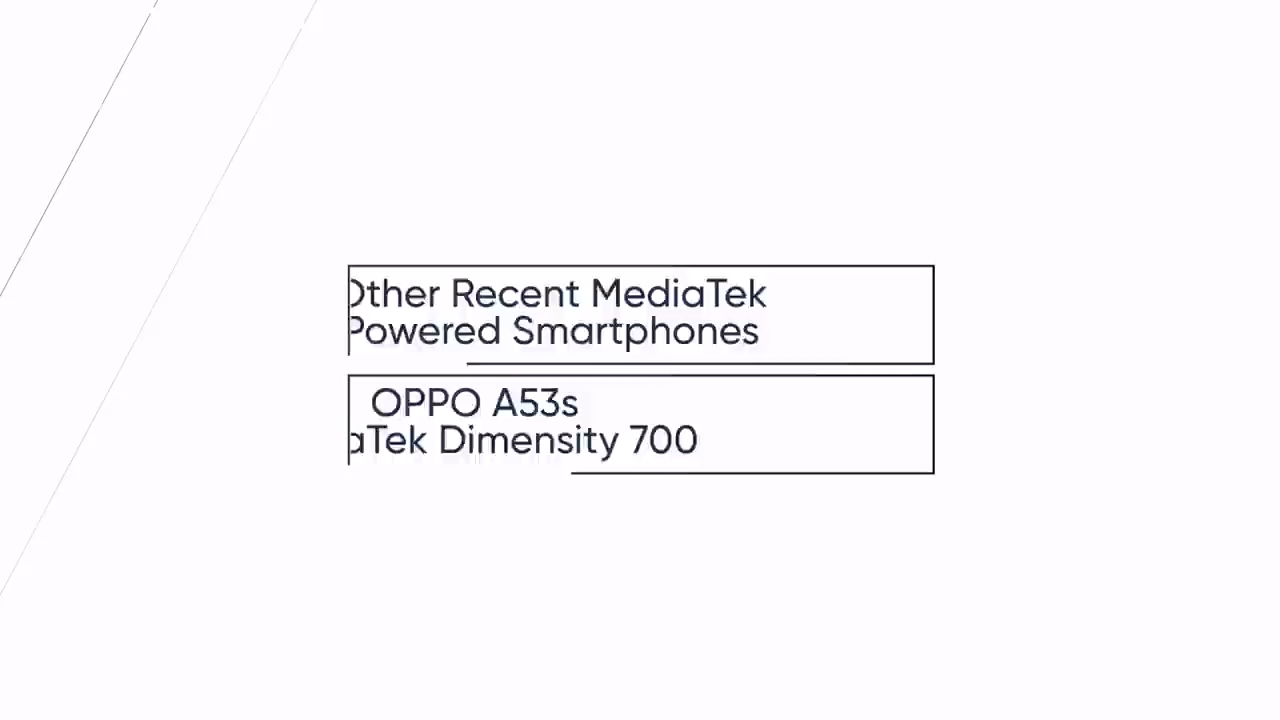 Other Recent MediaTek
Powered Smartphones
OPPO A53s
aTek Dimensity 700